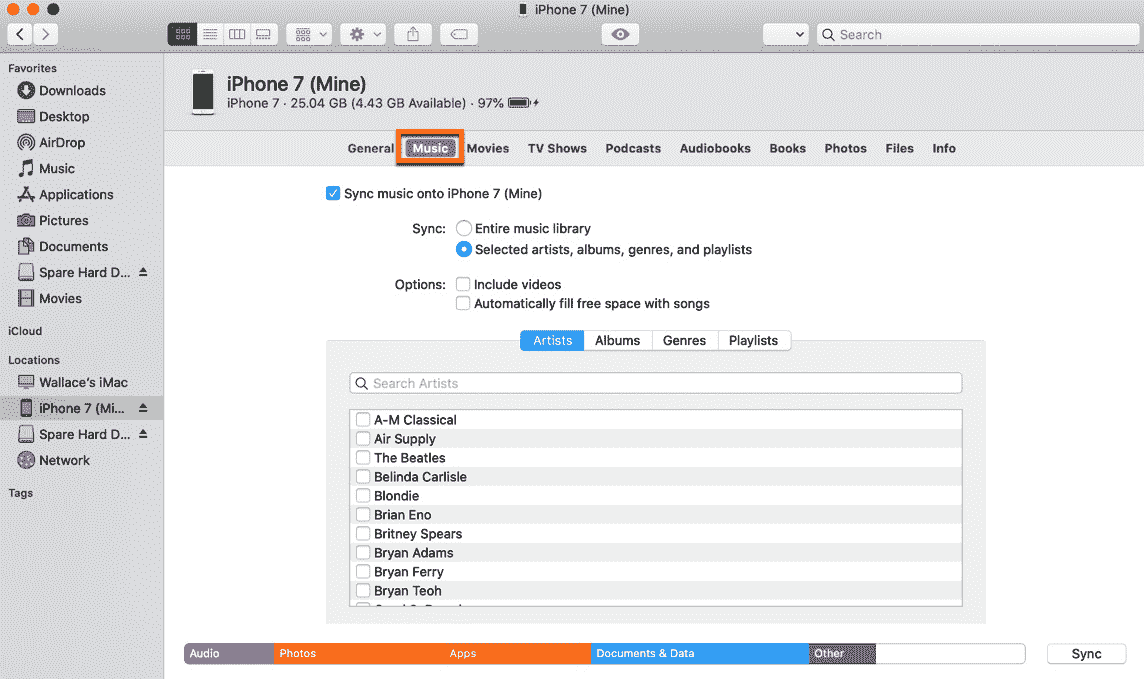 iPhone 7 (Mine)
Search
Favorites
Downloads
Desktop
AirDrop
Music
Applications
Pictures
Documents
Spare Hard D...
Movies
iCloud
Locations
Wallace's iMac
iPhone 7 (Mi...
Spare Hard D...
Network
Tags
iPhone 7 (Mine)
iPhone 7 · 25.04 GB (4.43 GB Available) · 97%
General Music Movies TV Shows Podcasts Audiobooks Books Photos Files Info
Sync music onto iPhone 7 (Mine)
Sync: Entire music library
Selected artists, albums, genres, and playlists
Options: Include videos
Automatically fill free space with songs
Artists Albums Genres Playlists
Search Artists
A-M Classical
Air Supply
The Beatles
Belinda Carlisle
Blondie
Brian Eno
Britney Spears
Bryan Adams
Bryan Ferry
Bryan Teoh
Audio Photos Apps Documents & Data Other Sync